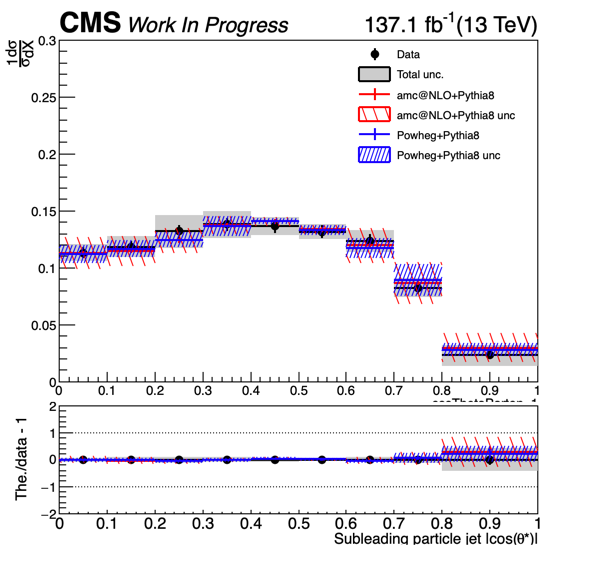 CMS Work In Progress 137.1 fb⁻¹(13 TeV)
1dσ
σdX
0.3
0.25
0.2
0.15
0.1
0.05
0
Data
Total unc.
amc@NLO+Pythia8
amc@NLO+Pythia8 unc
Powheg+Pythia8
Powheg+Pythia8 unc
0 0.1 0.2 0.3 0.4 0.5 0.6 0.7 0.8 0.9 1
The./data - 1
2
1
0
−1
−2
0 0.1 0.2 0.3 0.4 0.5 0.6 0.7 0.8 0.9 1
Subleading particle jet |cos(θ*)|